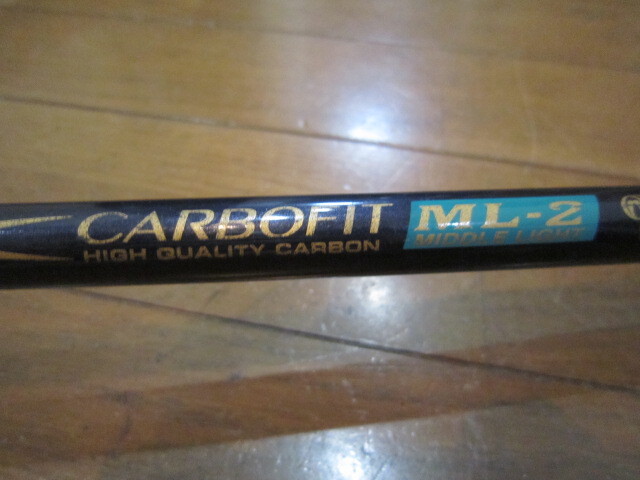 CARBOFIT
HIGH QUALITY CARBON
ML-2
MIDDLE LIGHT